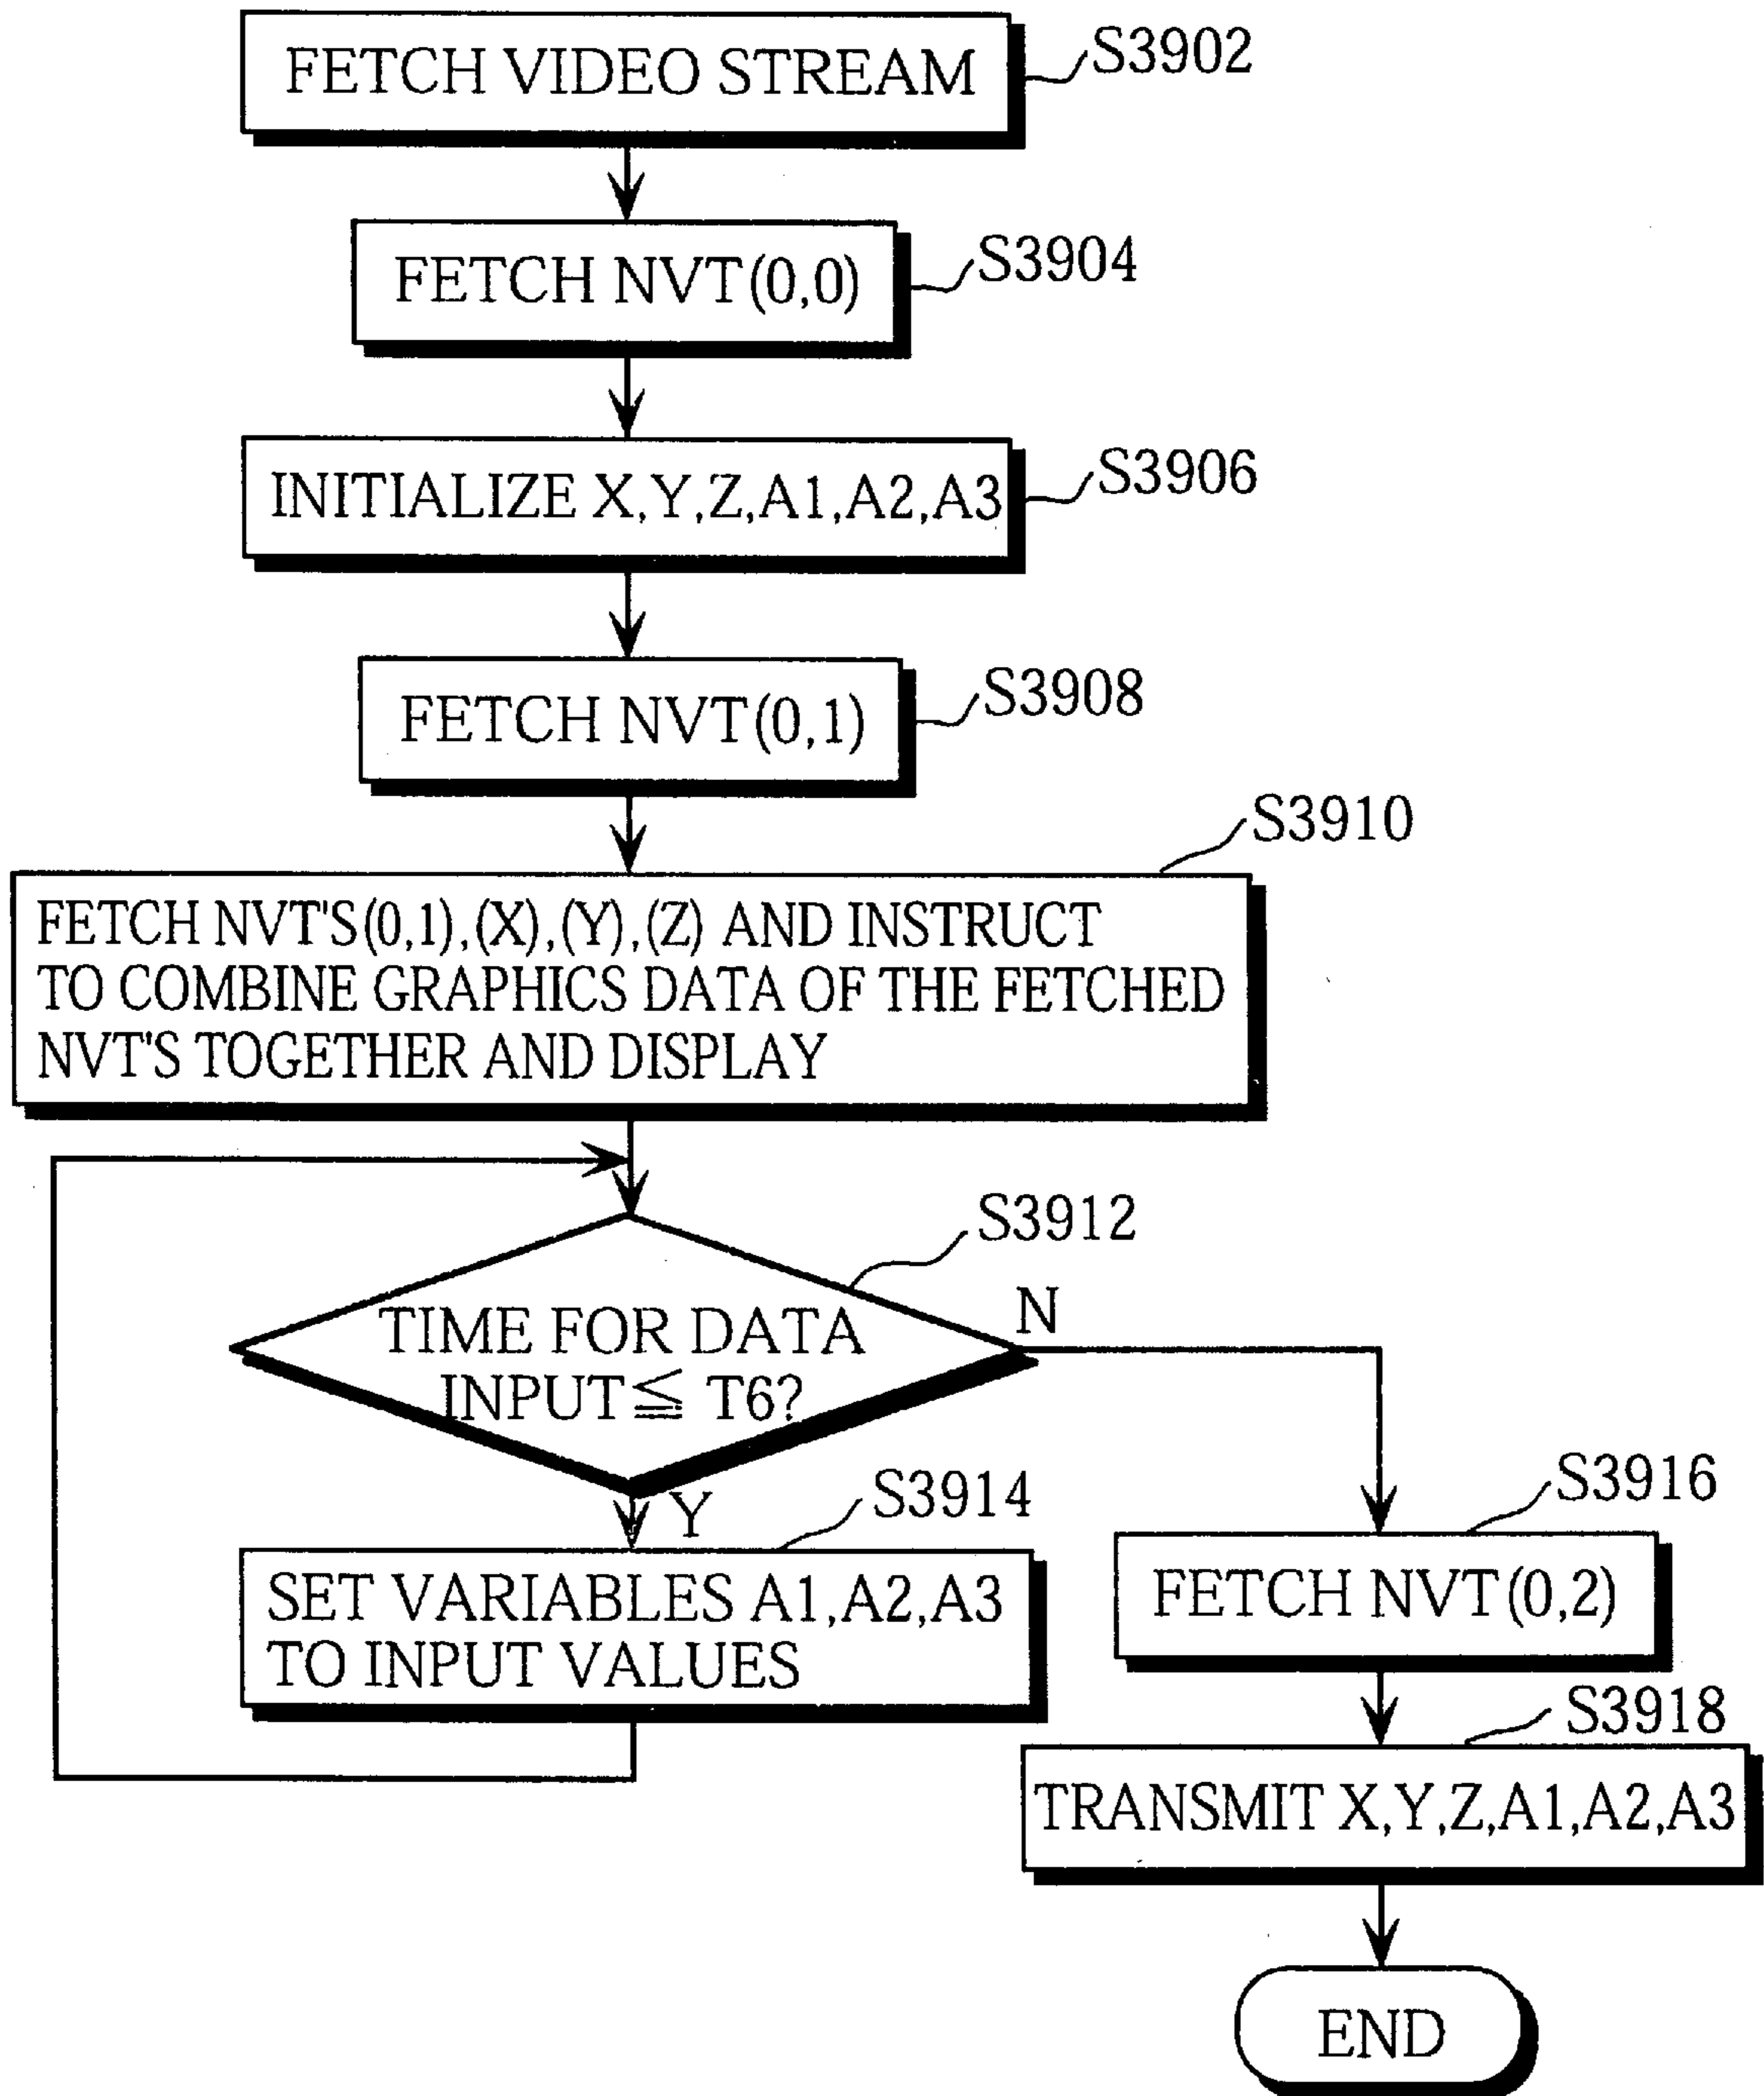 FETCH VIDEO STREAM
S3902
FETCH NVT(0,0)
S3904
INITIALIZE X,Y,Z,A1,A2,A3
S3906
FETCH NVT(0,1)
S3908
S3910
FETCH NVT'S(0,1),(X),(Y),(Z) AND INSTRUCT
TO COMBINE GRAPHICS DATA OF THE FETCHED
NVT'S TOGETHER AND DISPLAY
S3912
TIME FOR DATA
INPUT≦ T6?
N
Y
S3914
SET VARIABLES A1,A2,A3
TO INPUT VALUES
S3916
FETCH NVT(0,2)
S3918
TRANSMIT X,Y,Z,A1,A2,A3
END